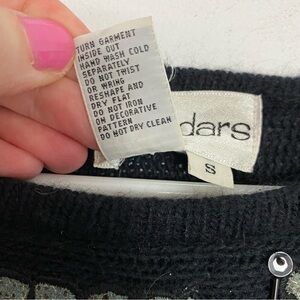 TURN GARMENT
INSIDE OUT
HAND WASH COLD
SEPARATELY
DO NOT TWIST
OR WRING
RESHAPE AND
DRY FLAT
DO NOT IRON
ON DECORATIVE
PATTERN
DO NOT DRY CLEAN
dars
S